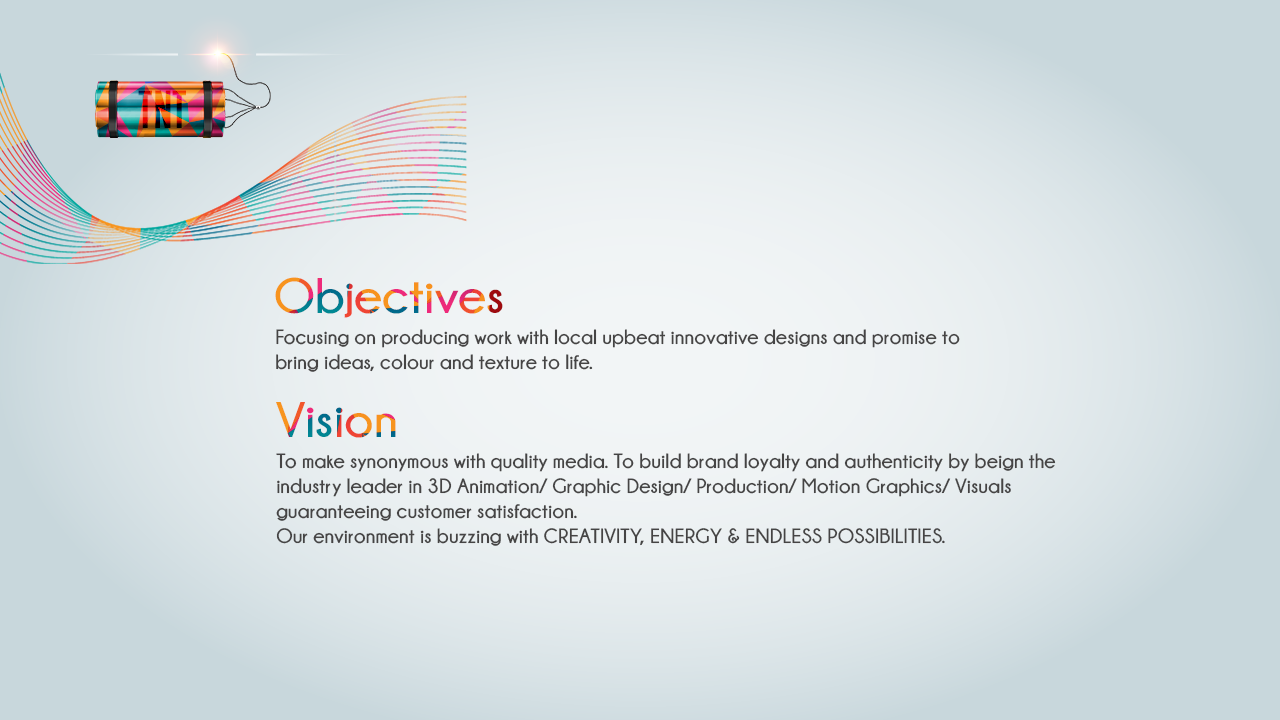 TNT
Objectives
Focusing on producing work with local upbeat innovative designs and promise to
bring ideas, colour and texture to life.
Vision
To make synonymous with quality media. To build brand loyalty and authenticity by beign the
industry leader in 3D Animation/ Graphic Design/ Production/ Motion Graphics/ Visuals
guaranteeing customer satisfaction.
Our environment is buzzing with CREATIVITY, ENERGY & ENDLESS POSSIBILITIES.